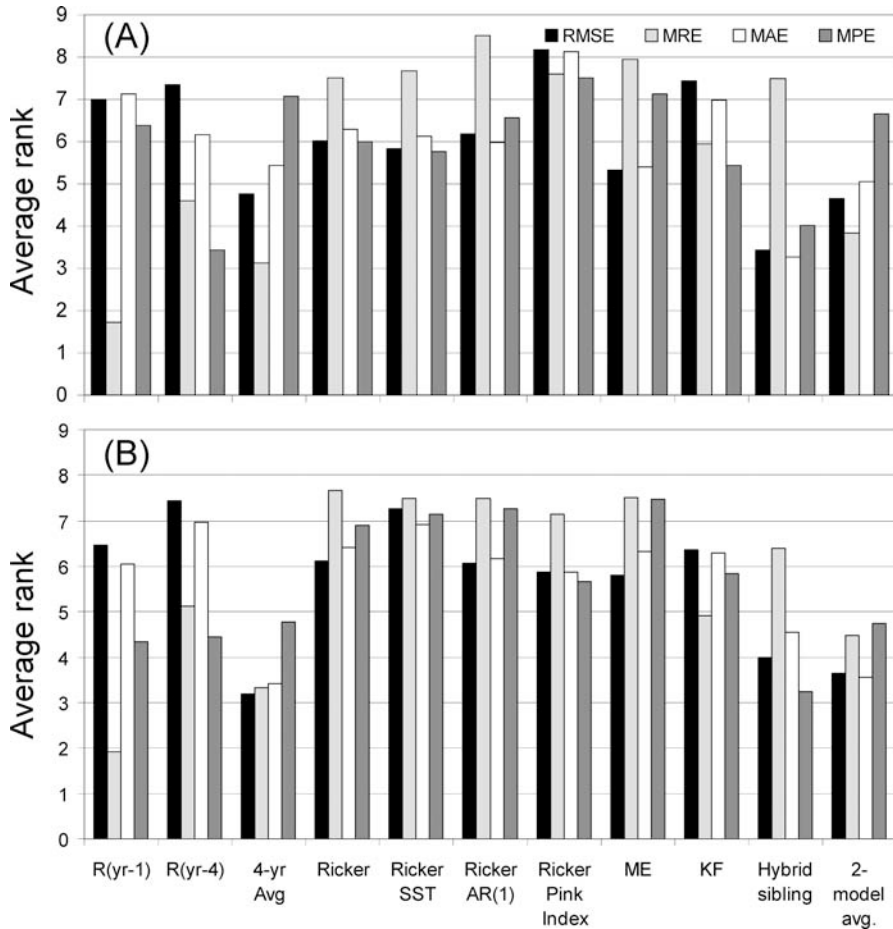 (A)
RMSE MRE MAE MPE
Average rank
9
8
7
6
5
4
3
2
1
0
(B)
Average rank
9
8
7
6
5
4
3
2
1
0
R(yr-1) R(yr-4) 4-yr Ricker Ricker Ricker Ricker ME KF Hybrid 2-
Avg SST AR(1) Pink sibling model
Index avg.